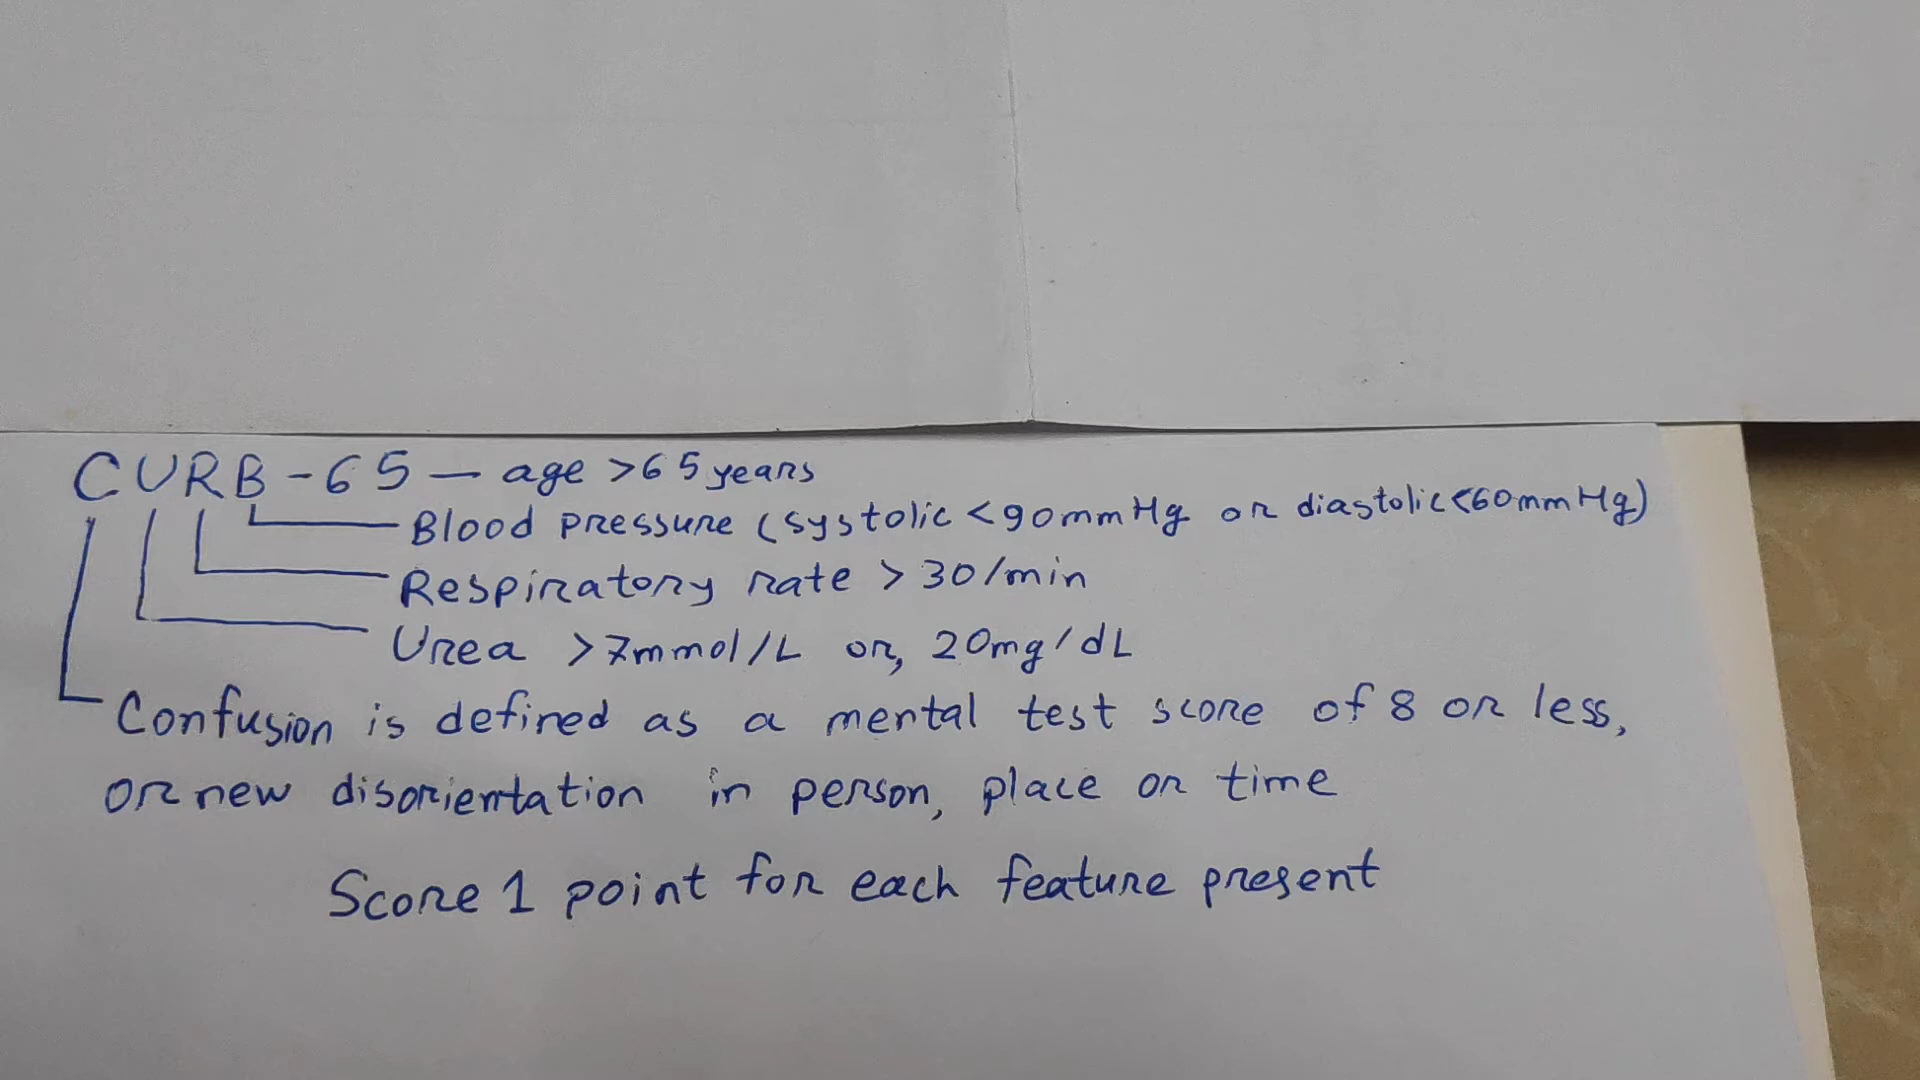 CURB-65 — age >65 years
Blood pressure (systolic <90mmHg or diastolic <60mmHg)
Respiratory rate > 30/min
Urea >7mmol/L or, 20mg/dL
Confusion is defined as a mental test score of 8 or less,
or new disorientation in person, place or time
Score 1 point for each feature present